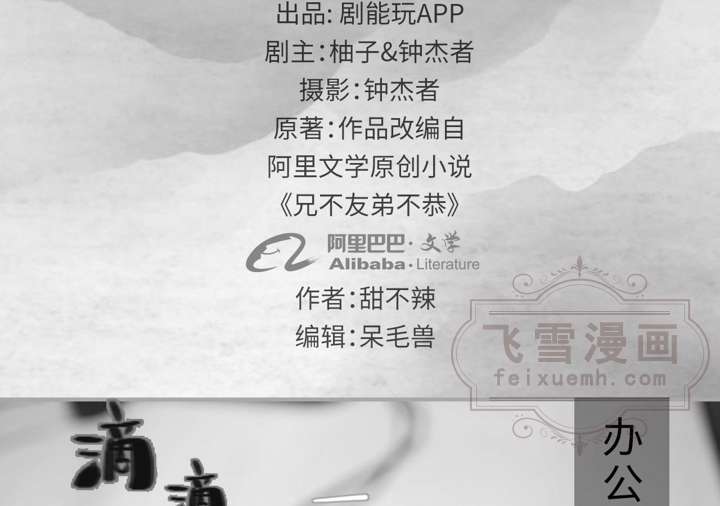 出品: 剧能玩APP
剧主:柚子&钟杰者
摄影:钟杰者
原著:作品改编自
阿里文学原创小说
《兄不友弟不恭》
阿里巴巴·文学
Alibaba·Literature
作者:甜不辣
编辑:呆毛兽
飞雪漫画
feixuemh.com
滴
滴
办
公